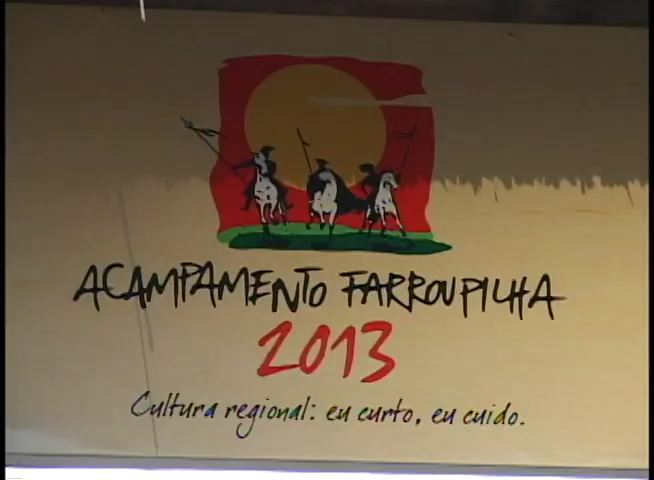 ACAMPAMENTO FARROUPILHA
2013
Cultura regional: eu curto, eu cuido.